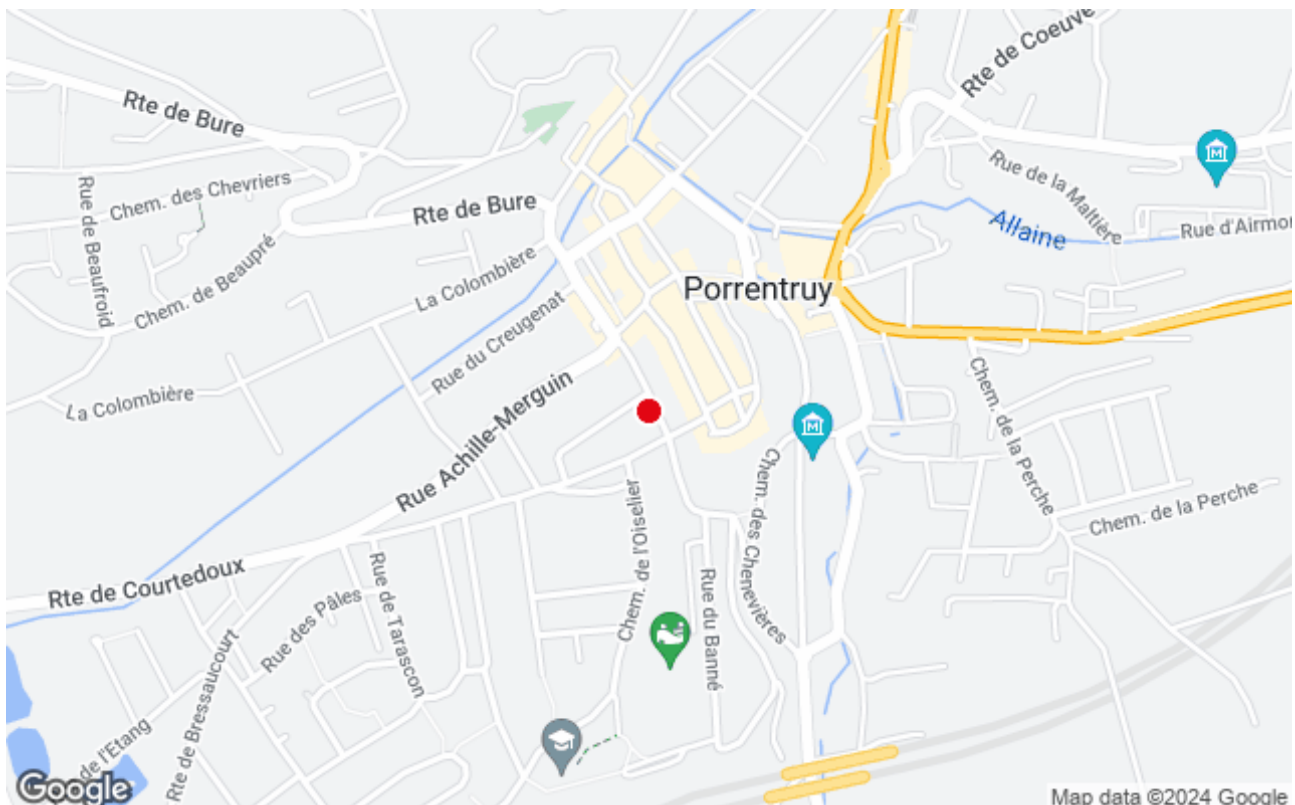 Rte de Coeuve
Rte de Bure
Rue de la Maltière
Chem. des Chevriers
Rue de Beaufroid
Rte de Bure
Allaine
Rue d'Airmon
Chem. de Beaupré
La Colombière
Porrentruy
Rue du Creugenat
La Colombière
Chem. de la Perche
Rue Achille-Merguin
Chem. des Chenevières
Chem. de l'Oiselier
Chem. de la Perche
Rte de Courtedoux
Rue des Pâles
Rue de Tarascon
Rue du Banné
Rte de Bressaucourt
de l'Etang
Google
Map data ©2024 Google